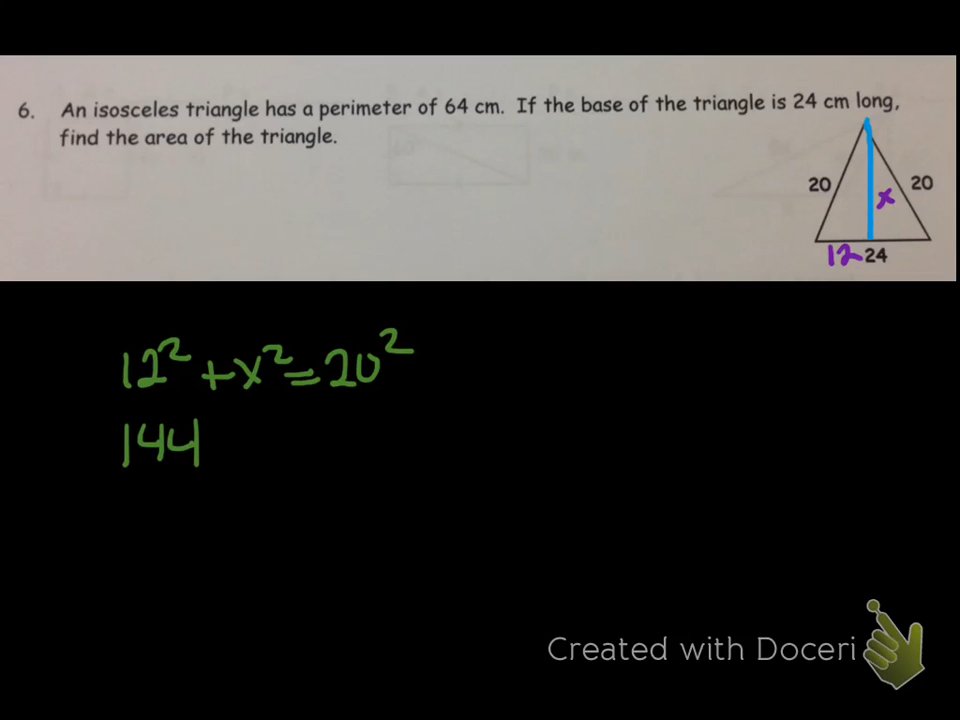 6. An isosceles triangle has a perimeter of 64 cm. If the base of the triangle is 24 cm long,
find the area of the triangle.
20 x 20
12 24
12² + x² = 20²
144
Created with Doceri